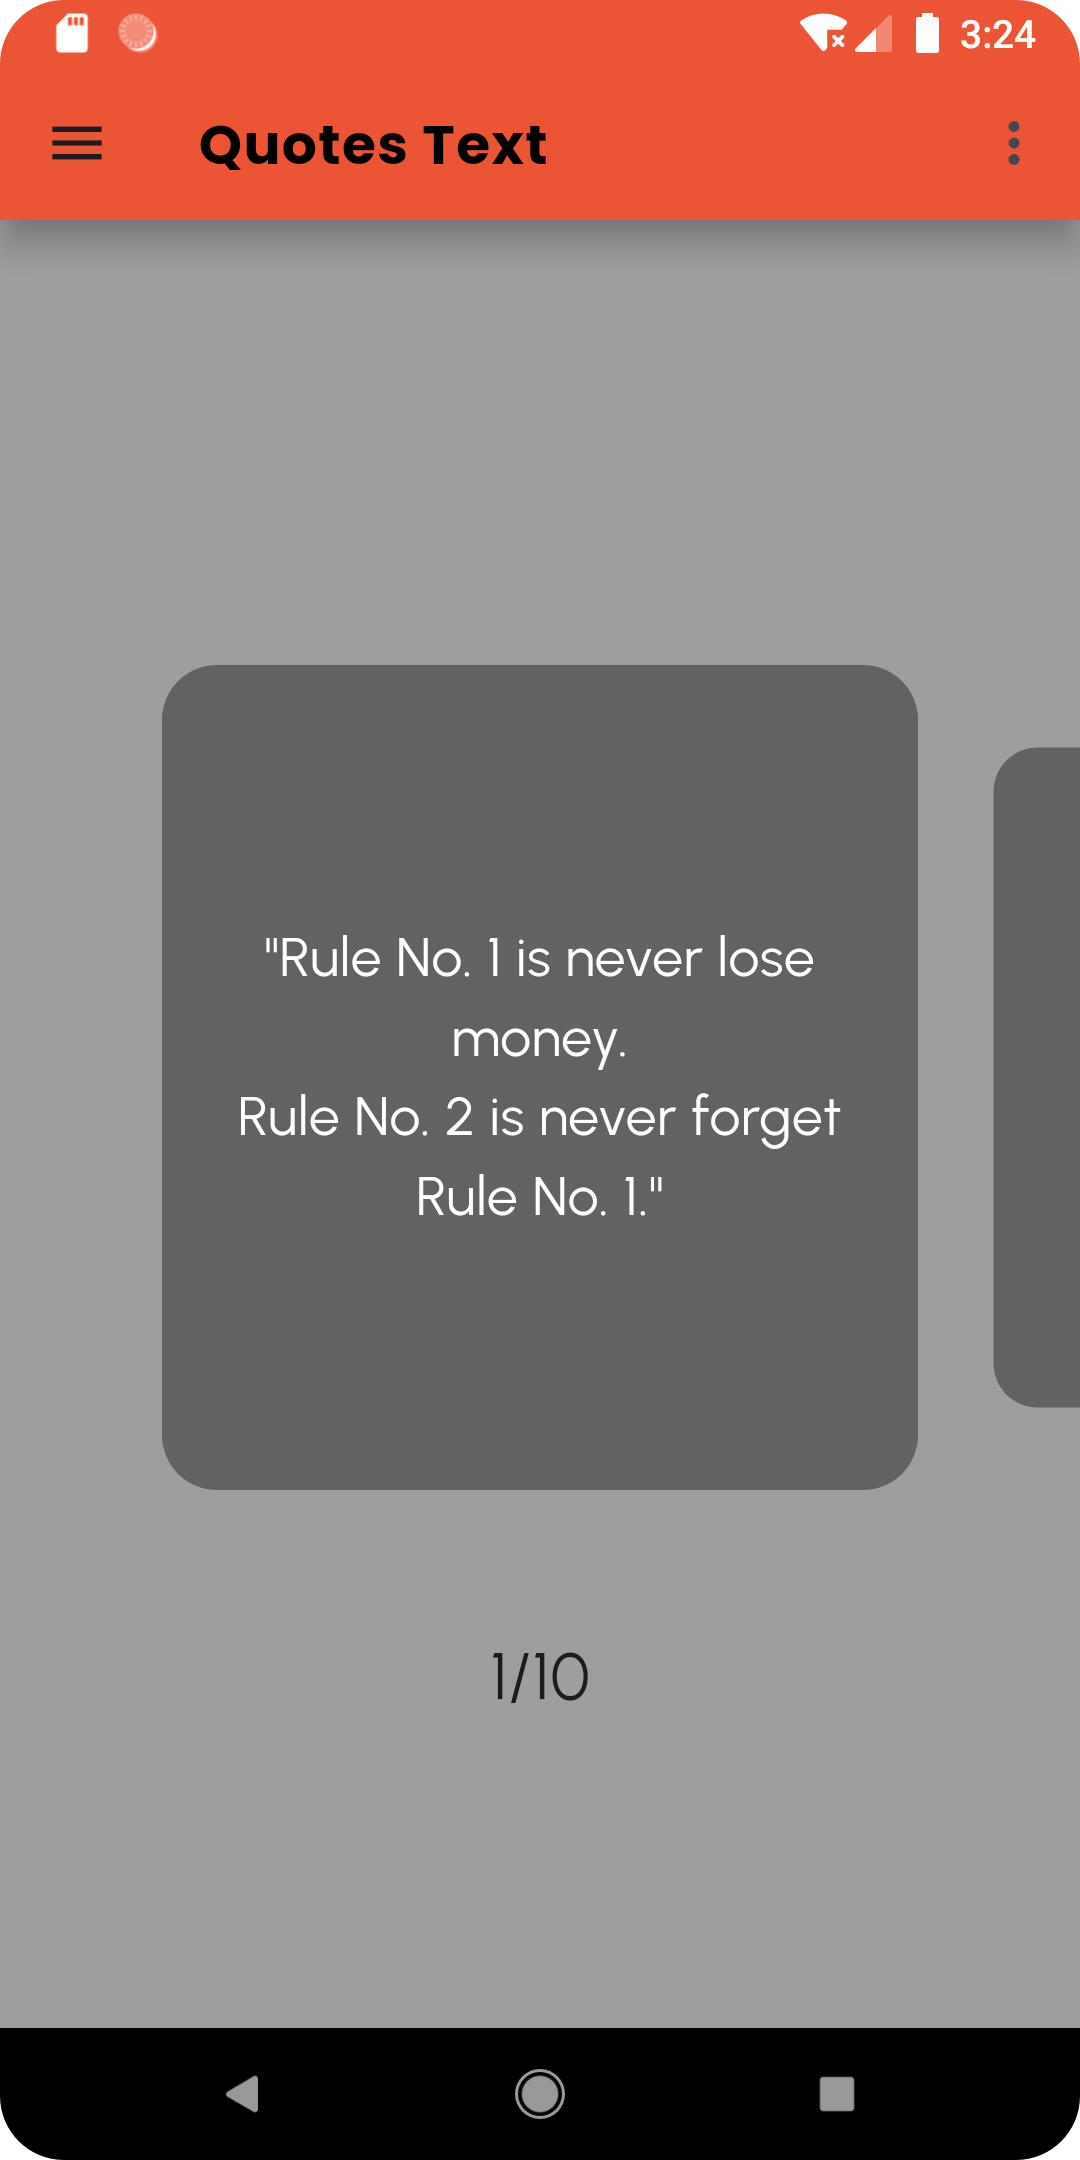 3:24
Quotes Text
"Rule No. 1 is never lose
money.
Rule No. 2 is never forget
Rule No. 1."
1/10